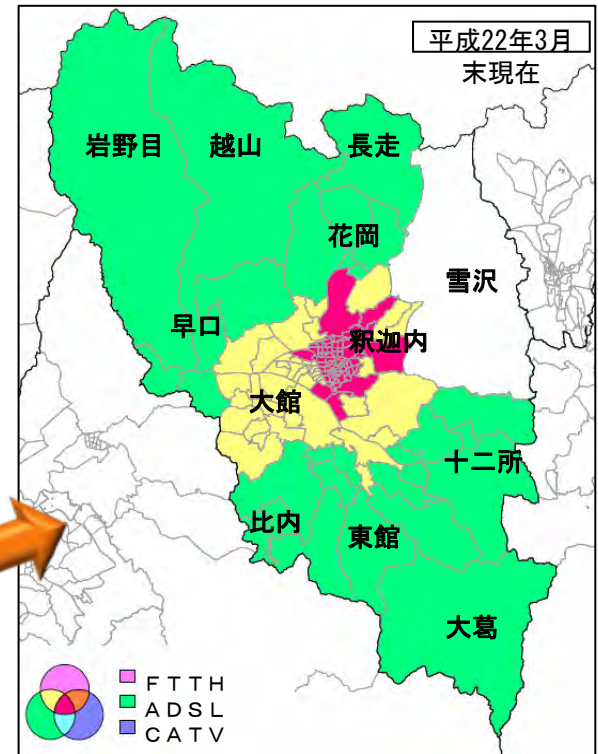 平成22年3月
末現在
岩野目
越山
長走
花岡
雪沢
早口
釈迦内
大館
十二所
比内
東館
大葛
ＦＴＴＨ
ＡＤＳＬ
ＣＡＴＶ